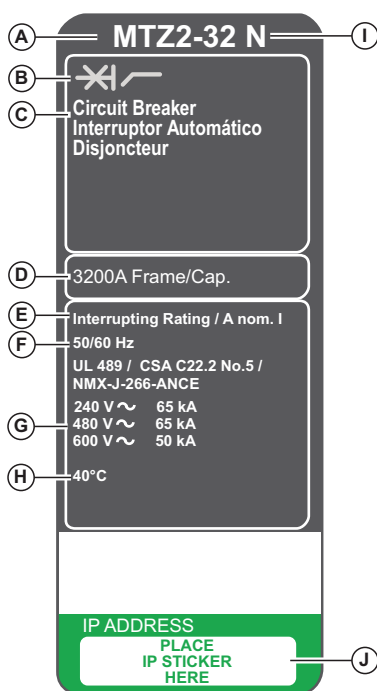 A
MTZ2-32 N
I
B
C
Circuit Breaker
Interruptor Automático
Disjoncteur
D
3200A Frame/Cap.
E
Interrupting Rating / A nom. I
F
50/60 Hz
UL 489 / CSA C22.2 No.5 /
NMX-J-266-ANCE
240 V ~ 65 kA
G
480 V ~ 65 kA
600 V ~ 50 kA
H
40°C
IP ADDRESS
PLACE
IP STICKER
HERE
J